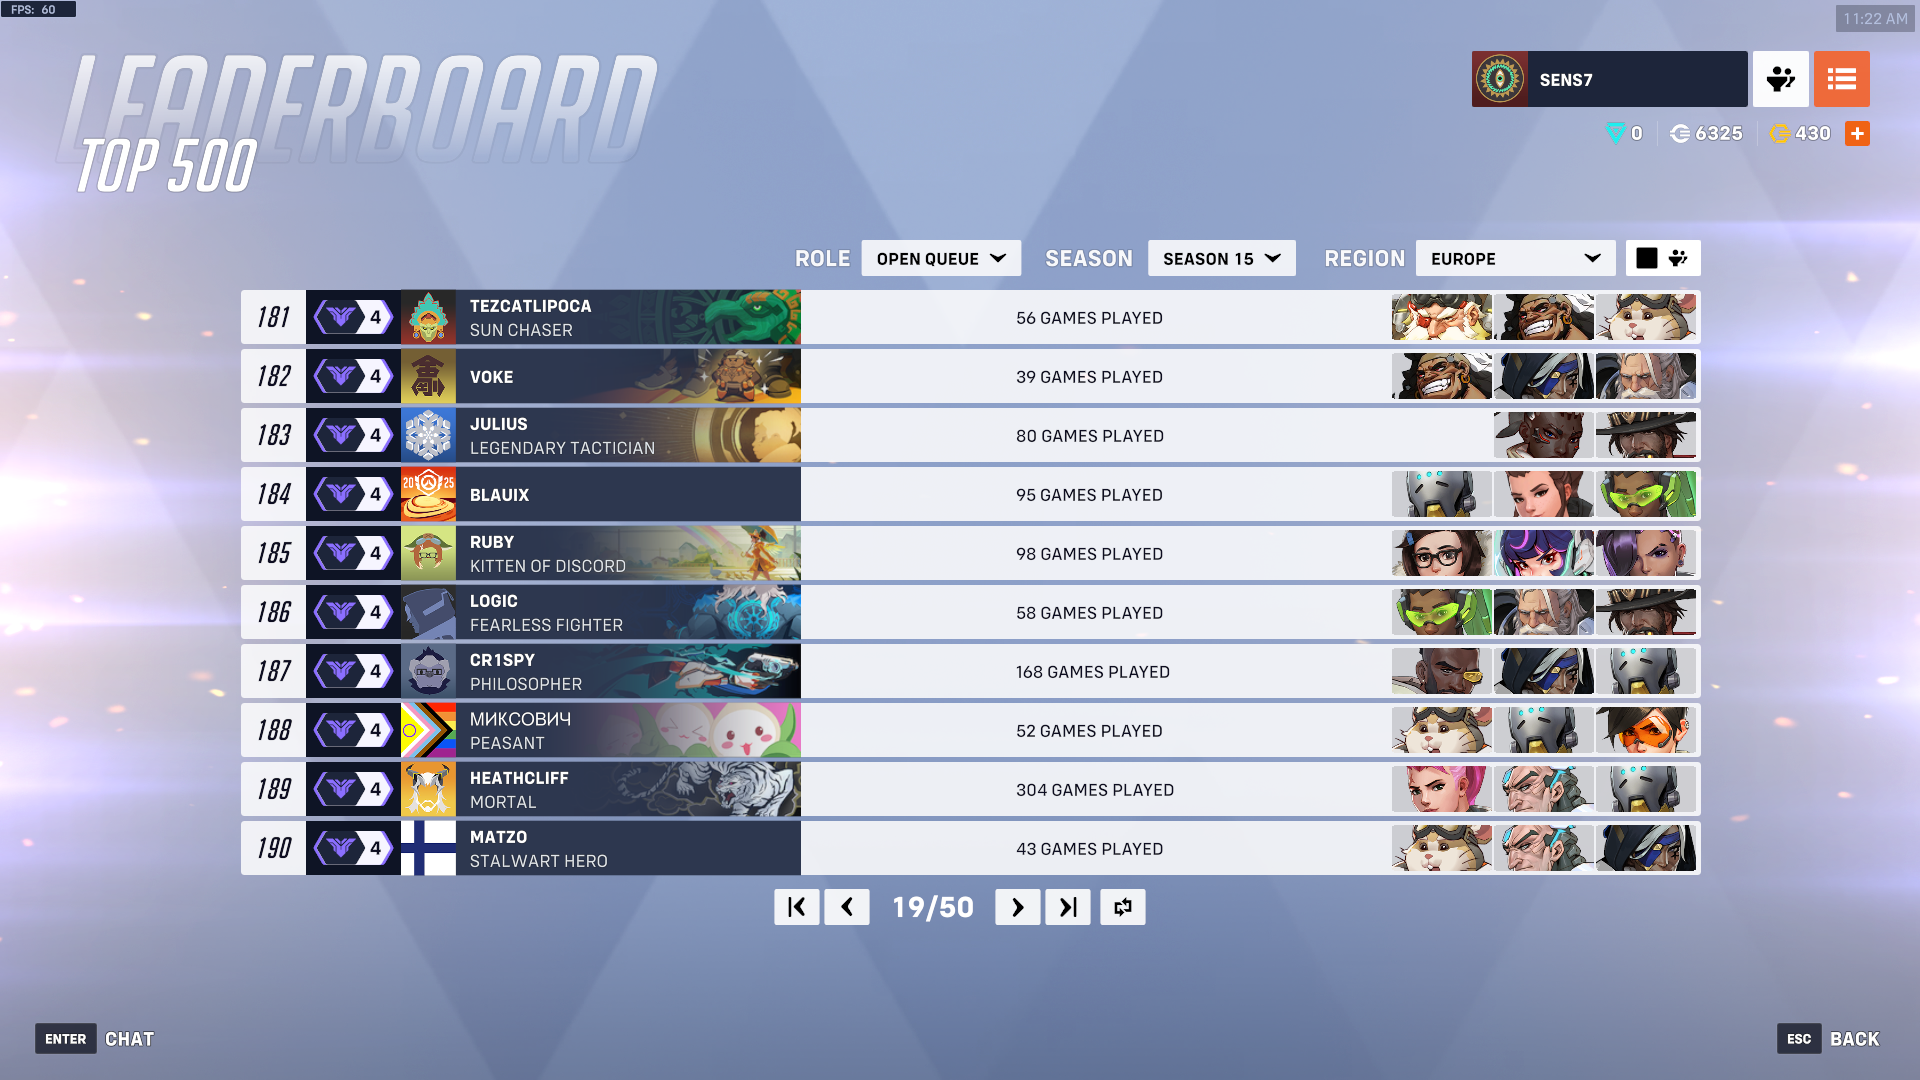 FPS: 60
11:22 AM
LEADERBOARD
TOP 500
SENS7
0
6325
430
ROLE
OPEN QUEUE
SEASON
SEASON 15
REGION
EUROPE
181
4
TEZCATLIPOCA
SUN CHASER
56 GAMES PLAYED
182
4
VOKE
39 GAMES PLAYED
183
4
JULIUS
LEGENDARY TACTICIAN
80 GAMES PLAYED
184
4
2025
BLAUIX
95 GAMES PLAYED
185
4
RUBY
KITTEN OF DISCORD
98 GAMES PLAYED
186
4
LOGIC
FEARLESS FIGHTER
58 GAMES PLAYED
187
4
CR1SPY
PHILOSOPHER
168 GAMES PLAYED
188
4
МИКСОВИЧ
PEASANT
52 GAMES PLAYED
189
4
HEATHCLIFF
MORTAL
304 GAMES PLAYED
190
4
MATZO
STALWART HERO
43 GAMES PLAYED
19/50
ENTER
CHAT
ESC
BACK